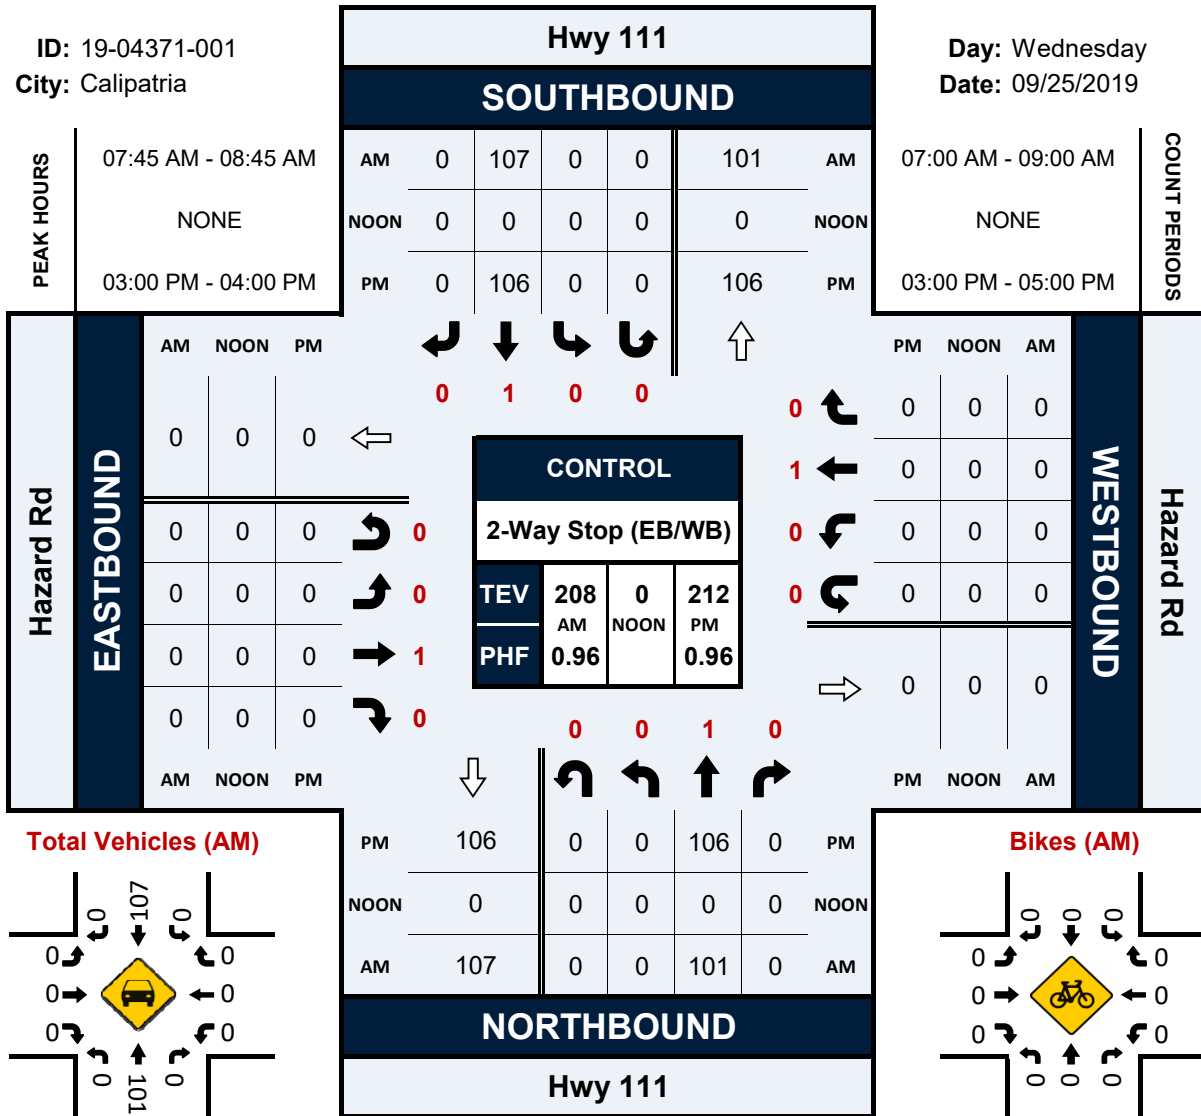 Hwy 111
ID: 19-04371-001
Day: Wednesday
City: Calipatria
Date: 09/25/2019
SOUTHBOUND
PEAK HOURS
07:45 AM - 08:45 AM
NONE
03:00 PM - 04:00 PM
AM 0 107 0 0 101 AM
NOON 0 0 0 0 0 NOON
PM 0 106 0 0 106 PM
07:00 AM - 09:00 AM
NONE
03:00 PM - 05:00 PM
COUNT PERIODS
0 1 0 0
Hazard Rd
EASTBOUND
AM NOON PM
0 0 0
0 0 0 0
0 0 0 0
0 0 0 1
0 0 0 0
AM NOON PM
CONTROL
2-Way Stop (EB/WB)
TEV 208 0 212
AM NOON PM
PHF 0.96 0.96
PM NOON AM
0 0 0 0
1 0 0 0
0 0 0 0
0 0 0 0
0 0 0
PM NOON AM
WESTBOUND
Hazard Rd
0 0 1 0
PM 106 0 0 106 0 PM
NOON 0 0 0 0 0 NOON
AM 107 0 0 101 0 AM
NORTHBOUND
Hwy 111
Total Vehicles (AM)
0 107 0
0 0
0 0
0 0
0 101 0
Bikes (AM)
0 0 0
0 0
0 0
0 0
0 0 0